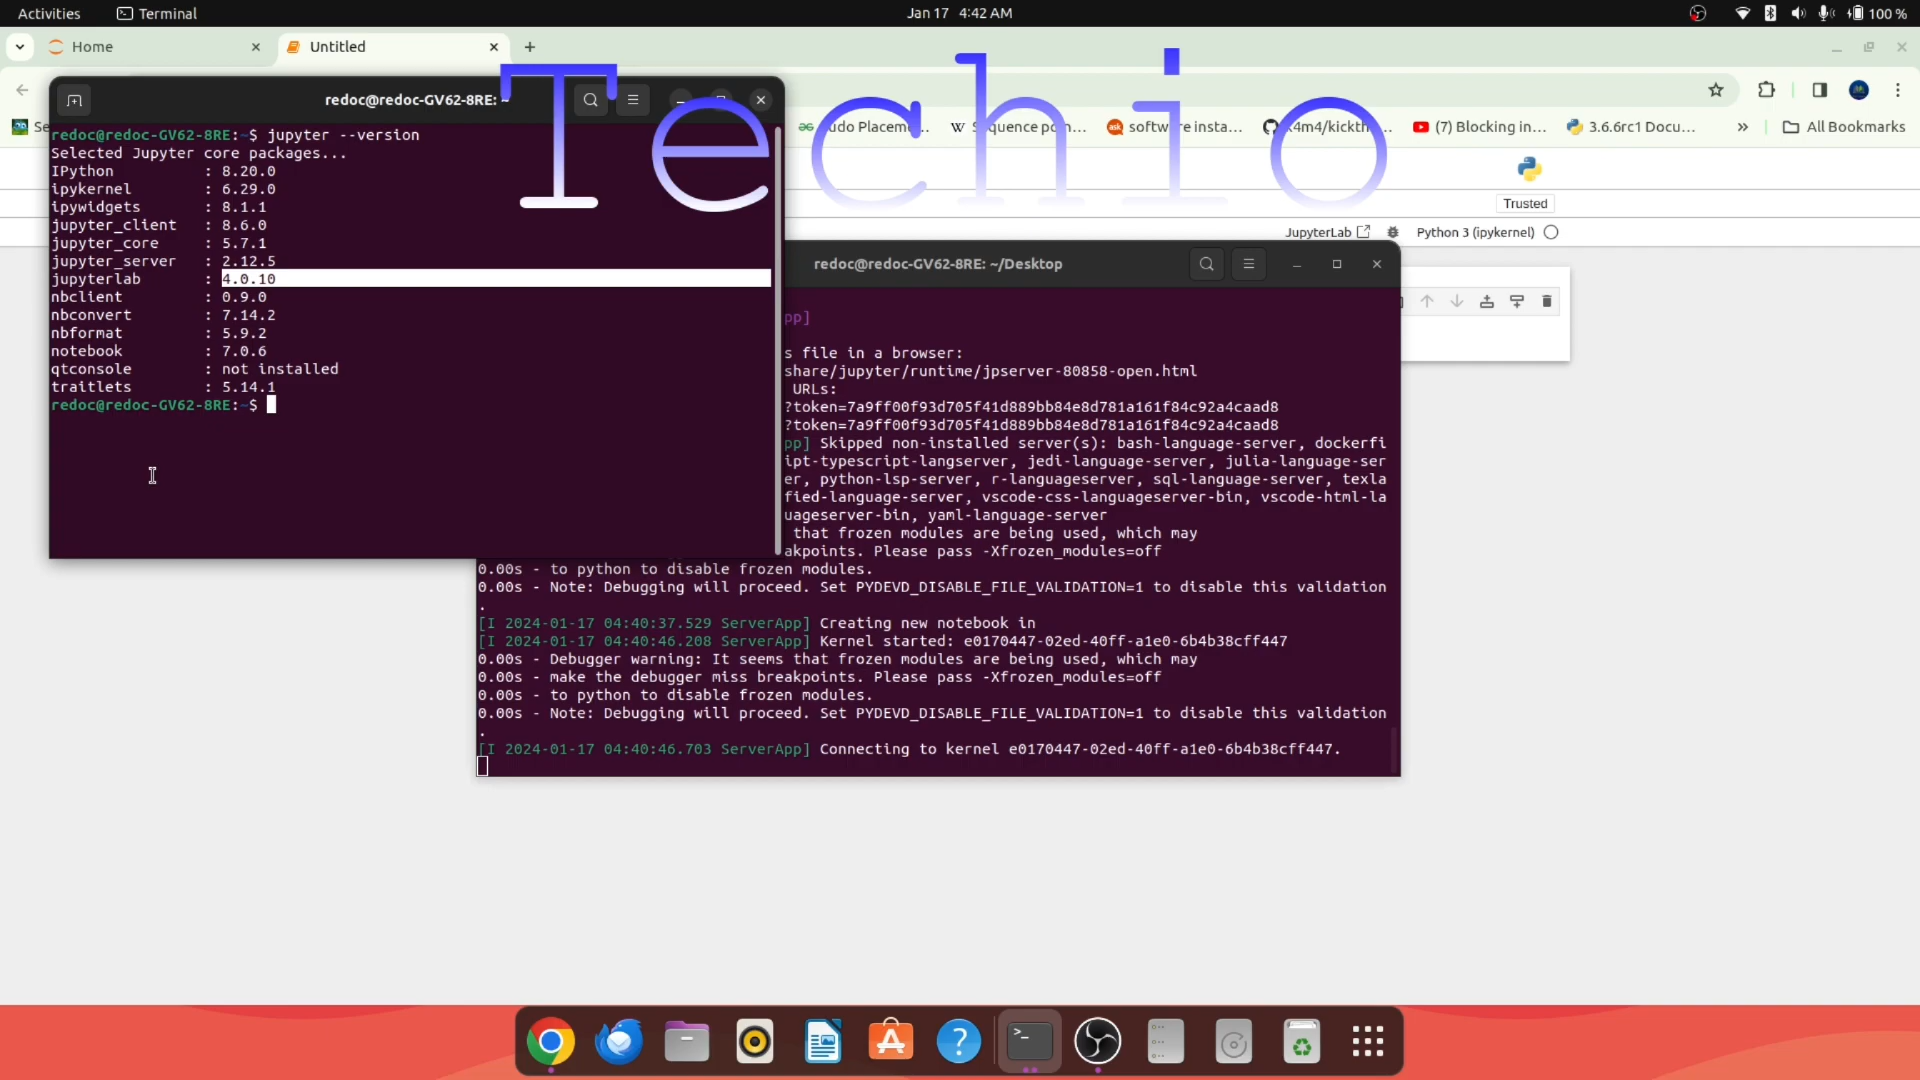 Activities Terminal Jan 17 4:42 AM 100 %
Home Untitled
All Bookmarks
(7) Blocking in... 3.6.6rc1 Docu...
Techio
redoc@redoc-GV62-8RE: ~
redoc@redoc-GV62-8RE:~$ jupyter --version
Selected Jupyter core packages...
IPython : 8.20.0
ipykernel : 6.29.0
ipywidgets : 8.1.1
jupyter_client : 8.6.0
jupyter_core : 5.7.1
jupyter_server : 2.12.5
jupyterlab : 4.0.10
nbclient : 0.9.0
nbconvert : 7.14.2
nbformat : 5.9.2
notebook : 7.0.6
qtconsole : not installed
traitlets : 5.14.1
redoc@redoc-GV62-8RE:~$
Trusted
JupyterLab Python 3 (ipykernel)
redoc@redoc-GV62-8RE: ~/Desktop
pp]
s file in a browser:
share/jupyter/runtime/jpserver-80858-open.html
URLs:
?token=7a9ff00f93d705f41d889bb84e8d781a161f84c92a4caad8
?token=7a9ff00f93d705f41d889bb84e8d781a161f84c92a4caad8
pp] Skipped non-installed server(s): bash-language-server, dockerfi
ipt-typescript-langserver, jedi-language-server, julia-language-ser
er, python-lsp-server, r-languageserver, sql-language-server, texla
fied-language-server, vscode-css-languageserver-bin, vscode-html-la
uageserver-bin, yaml-language-server
that frozen modules are being used, which may
akpoints. Please pass -Xfrozen_modules=off
0.00s - to python to disable frozen modules.
0.00s - Note: Debugging will proceed. Set PYDEVD_DISABLE_FILE_VALIDATION=1 to disable this validation
.
[I 2024-01-17 04:40:37.529 ServerApp] Creating new notebook in
[I 2024-01-17 04:40:46.208 ServerApp] Kernel started: e0170447-02ed-40ff-a1e0-6b4b38cff447
0.00s - Debugger warning: It seems that frozen modules are being used, which may
0.00s - make the debugger miss breakpoints. Please pass -Xfrozen_modules=off
0.00s - to python to disable frozen modules.
0.00s - Note: Debugging will proceed. Set PYDEVD_DISABLE_FILE_VALIDATION=1 to disable this validation
.
[I 2024-01-17 04:40:46.703 ServerApp] Connecting to kernel e0170447-02ed-40ff-a1e0-6b4b38cff447.